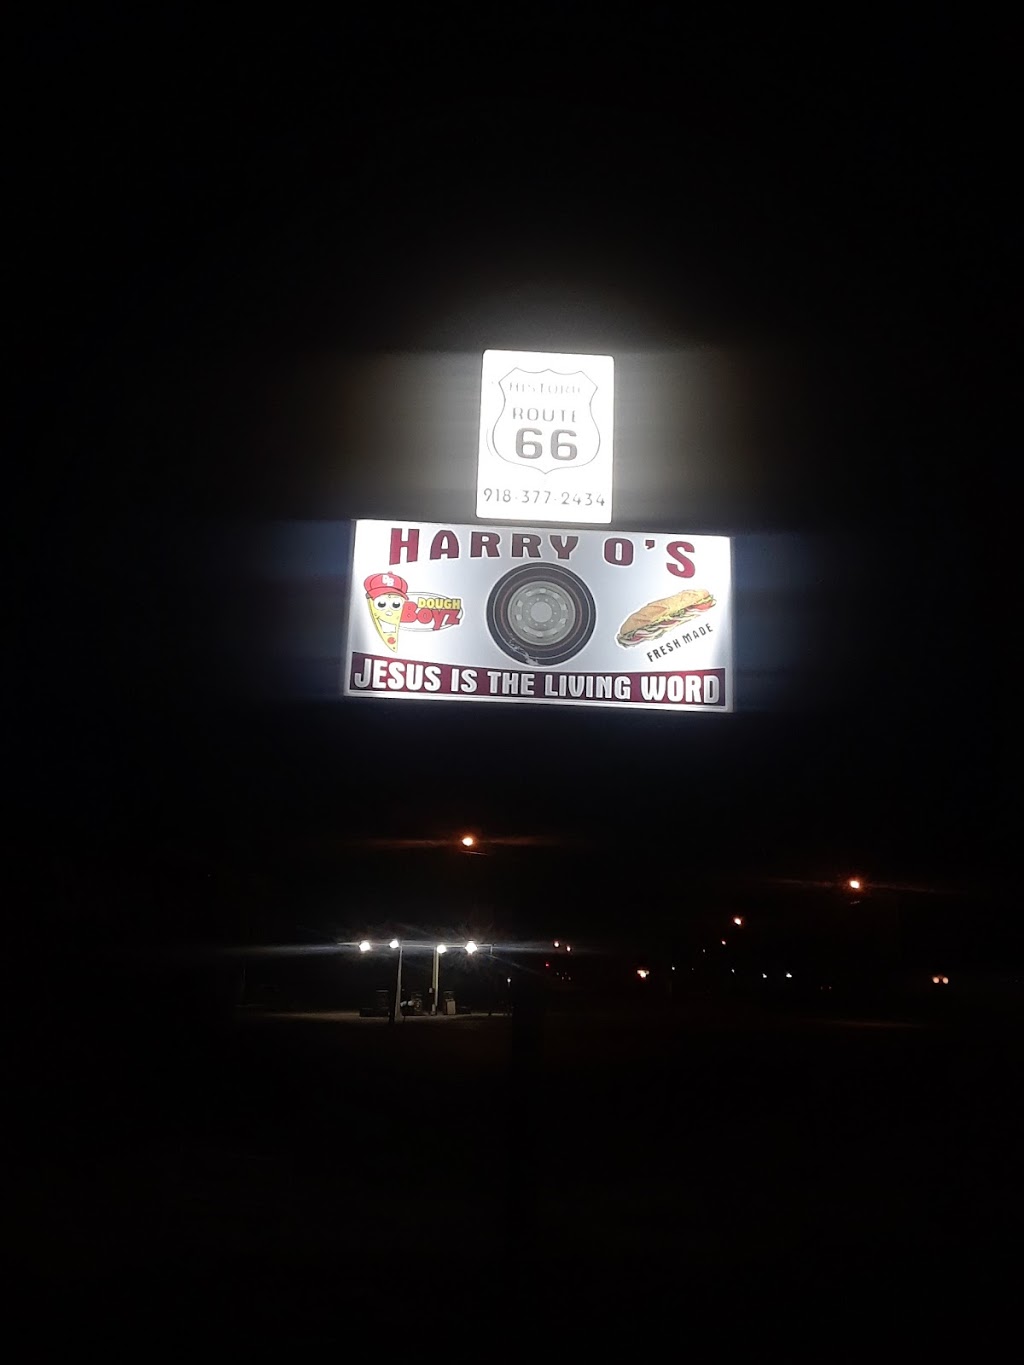 HISTORIC
ROUTE
66
918-377-2434
HARRY O'S
DOUGH
BOYZ
FRESH MADE
JESUS IS THE LIVING WORD